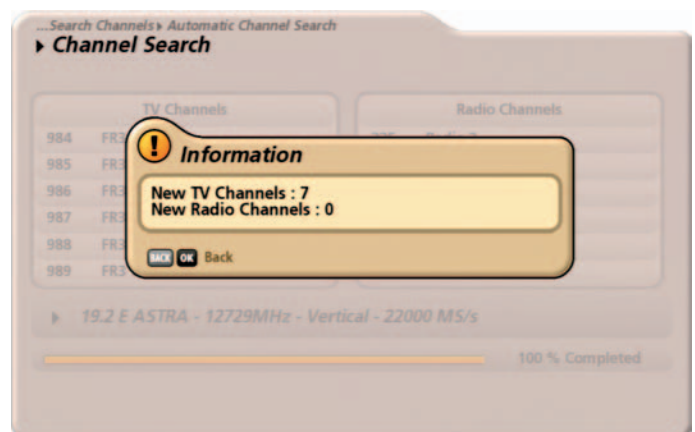 ...Search Channels ▸ Automatic Channel Search
▸ Channel Search
TV Channels
Radio Channels
984 FR3
985 FR3
986 FR3
987 FR3
988 FR3
989 FR3
Information
New TV Channels : 7
New Radio Channels : 0
BACK OK Back
▸ 19.2 E ASTRA - 12729MHz - Vertical - 22000 MS/s
100 % Completed